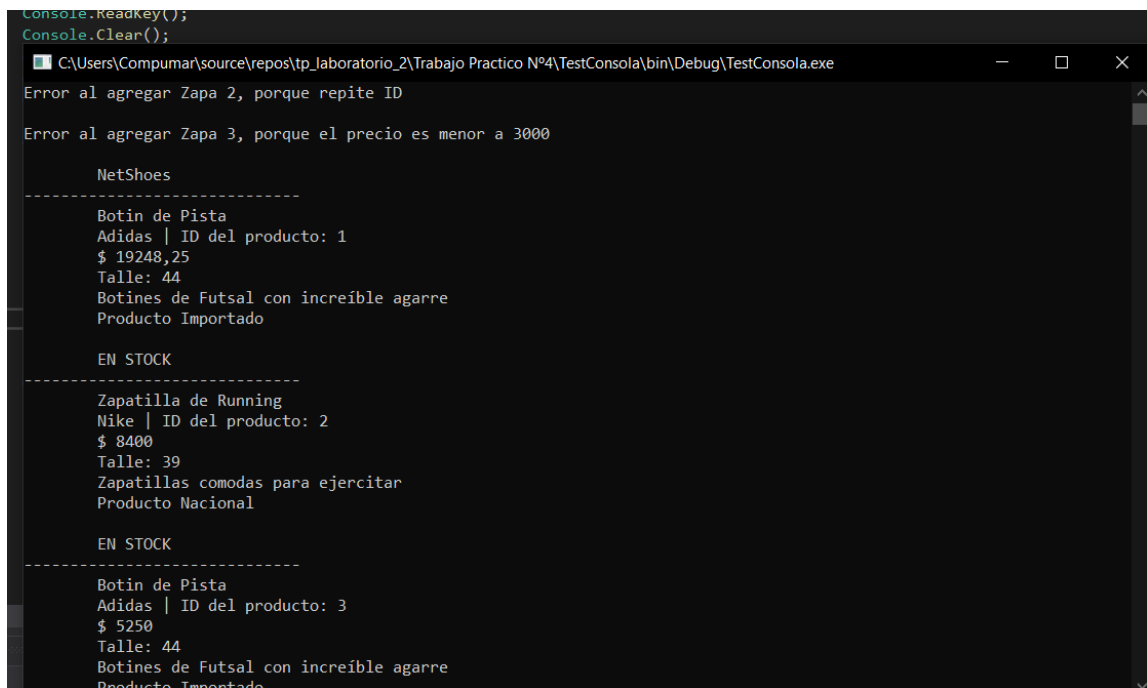 Console.ReadKey();
Console.Clear();
C:\Users\Compumar\source\repos\tp_laboratorio_2\Trabajo Practico Nº4\TestConsola\bin\Debug\TestConsola.exe
Error al agregar Zapa 2, porque repite ID
Error al agregar Zapa 3, porque el precio es menor a 3000
NetShoes
------------------------------
Botin de Pista
Adidas | ID del producto: 1
$ 19248,25
Talle: 44
Botines de Futsal con increíble agarre
Producto Importado
EN STOCK
------------------------------
Zapatilla de Running
Nike | ID del producto: 2
$ 8400
Talle: 39
Zapatillas comodas para ejercitar
Producto Nacional
EN STOCK
------------------------------
Botin de Pista
Adidas | ID del producto: 3
$ 5250
Talle: 44
Botines de Futsal con increíble agarre
Producto Importado